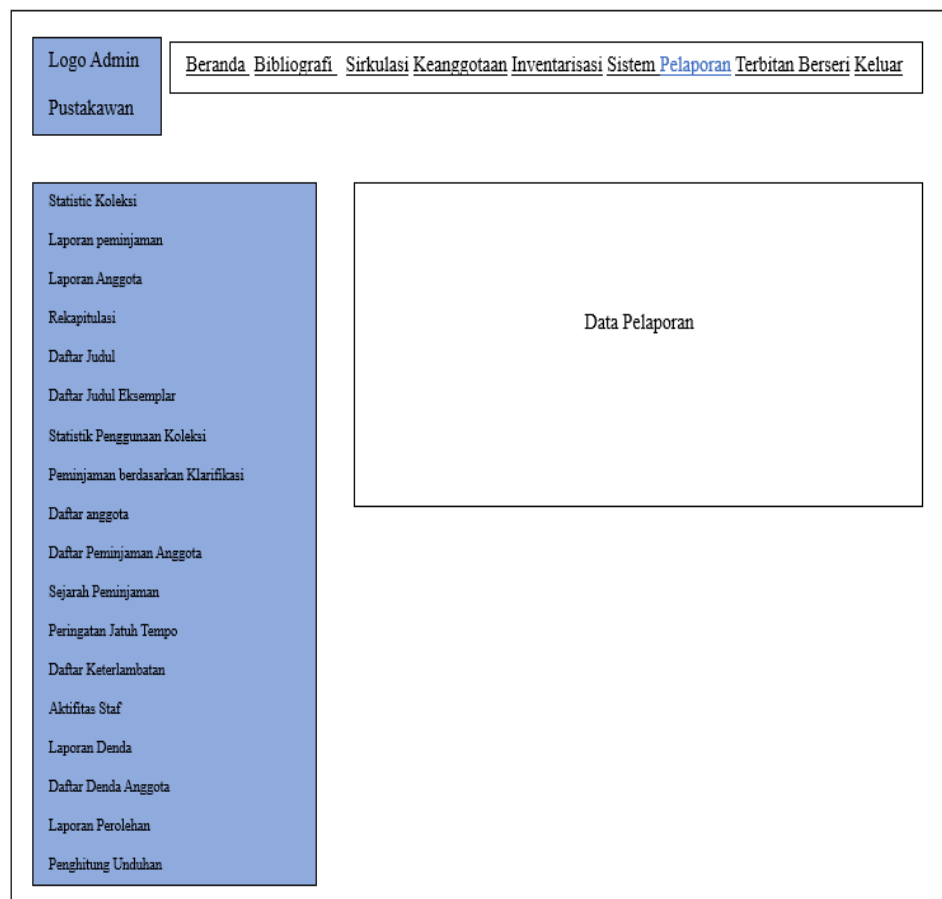 Logo Admin
Pustakawan
Beranda Bibliografi Sirkulasi Keanggotaan Inventarisasi Sistem Pelaporan Terbitan Berseri Keluar
Statistic Koleksi
Laporan peminjaman
Laporan Anggota
Rekapitulasi
Daftar Judul
Daftar Judul Eksemplar
Statistik Penggunaan Koleksi
Peminjaman berdasarkan Klarifikasi
Daftar anggota
Daftar Peminjaman Anggota
Sejarah Peminjaman
Peringatan Jatuh Tempo
Daftar Keterlambatan
Aktifitas Staf
Laporan Denda
Daftar Denda Anggota
Laporan Perolehan
Penghitung Unduhan
Data Pelaporan